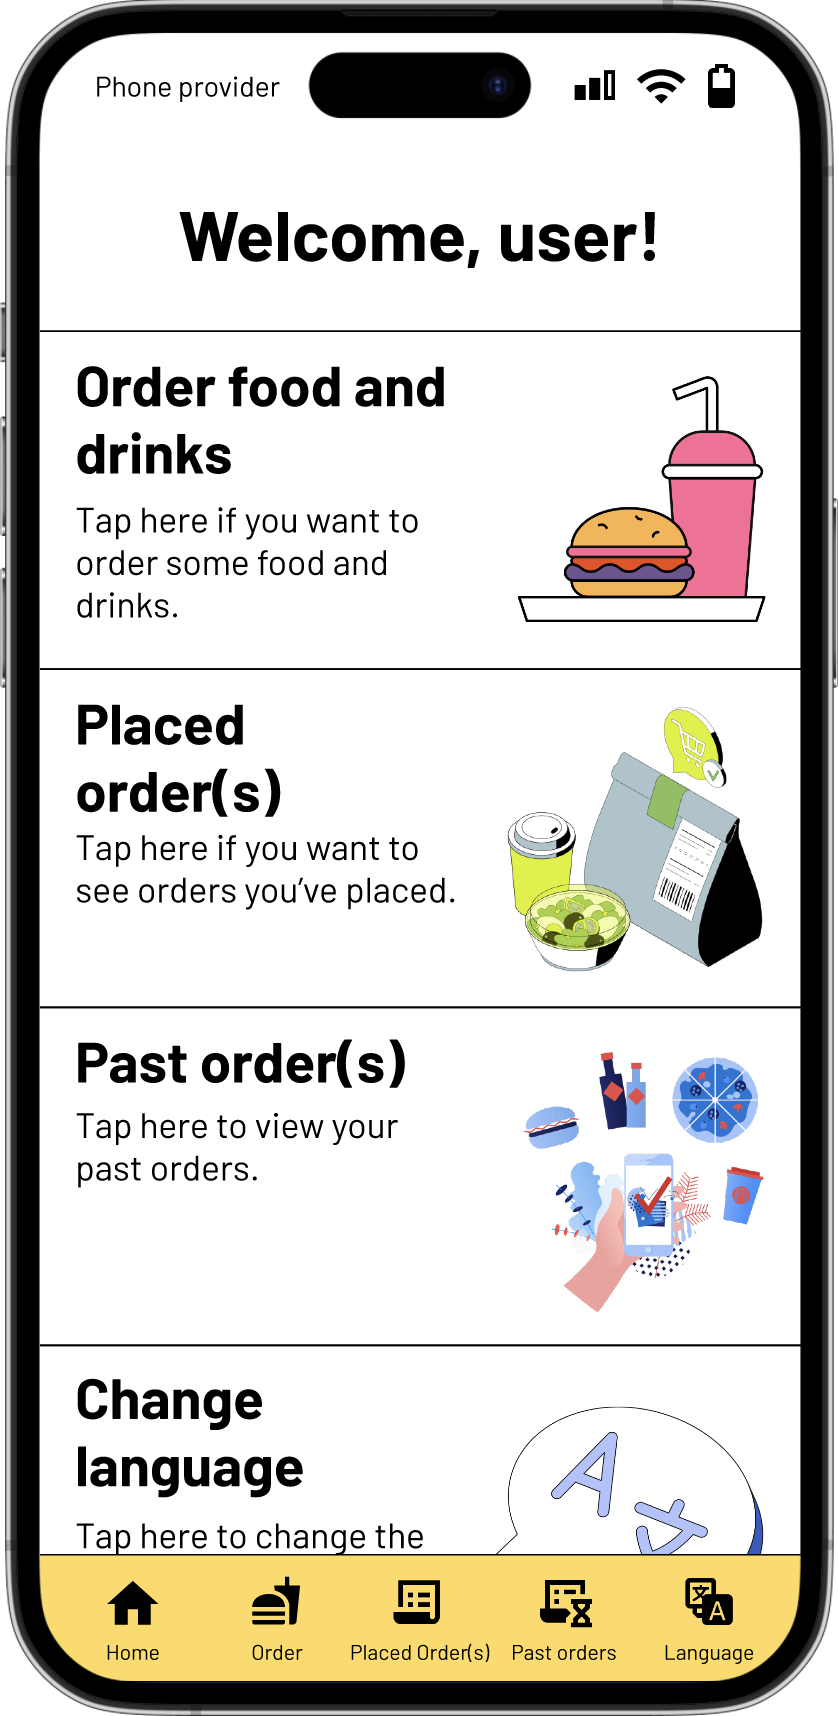 Phone provider
Welcome, user!
Order food and
drinks
Tap here if you want to
order some food and
drinks.
Placed
order(s)
Tap here if you want to
see orders you’ve placed.
Past order(s)
Tap here to view your
past orders.
Change
language
Tap here to change the
A
Home
Order
Placed Order(s)
Past orders
Language